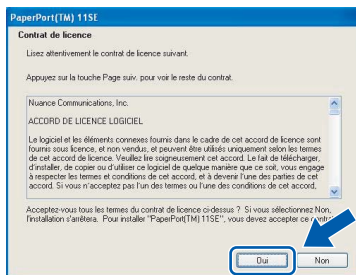 PaperPort(TM) 11SE
Contrat de licence
Lisez attentivement le contrat de licence suivant.
Appuyez sur la touche Page suiv. pour voir le reste du contrat.
Nuance Communications, Inc.
ACCORD DE LICENCE LOGICIEL
Le logiciel et les éléments connexes fournis dans le cadre de cet accord de licence sont
fournis sous licence, et non vendus, et peuvent être utilisés uniquement selon les termes
de cet accord de licence. Veuillez lire soigneusement cet accord. Le fait de télécharger,
d'installer, de copier ou d'utiliser ce logiciel de quelque manière que ce soit, vous engage
à respecter les termes et conditions de cet accord, et à devenir l'une des parties de cet
accord. Si vous n'acceptez pas l'un des termes ou l'une des conditions de cet accord,
Acceptez-vous tous les termes du contrat de licence ci-dessus ? Si vous sélectionnez Non,
l'installation s'arrêtera. Pour installer "PaperPort(TM) 11SE", vous devez accepter ce
Oui
Non